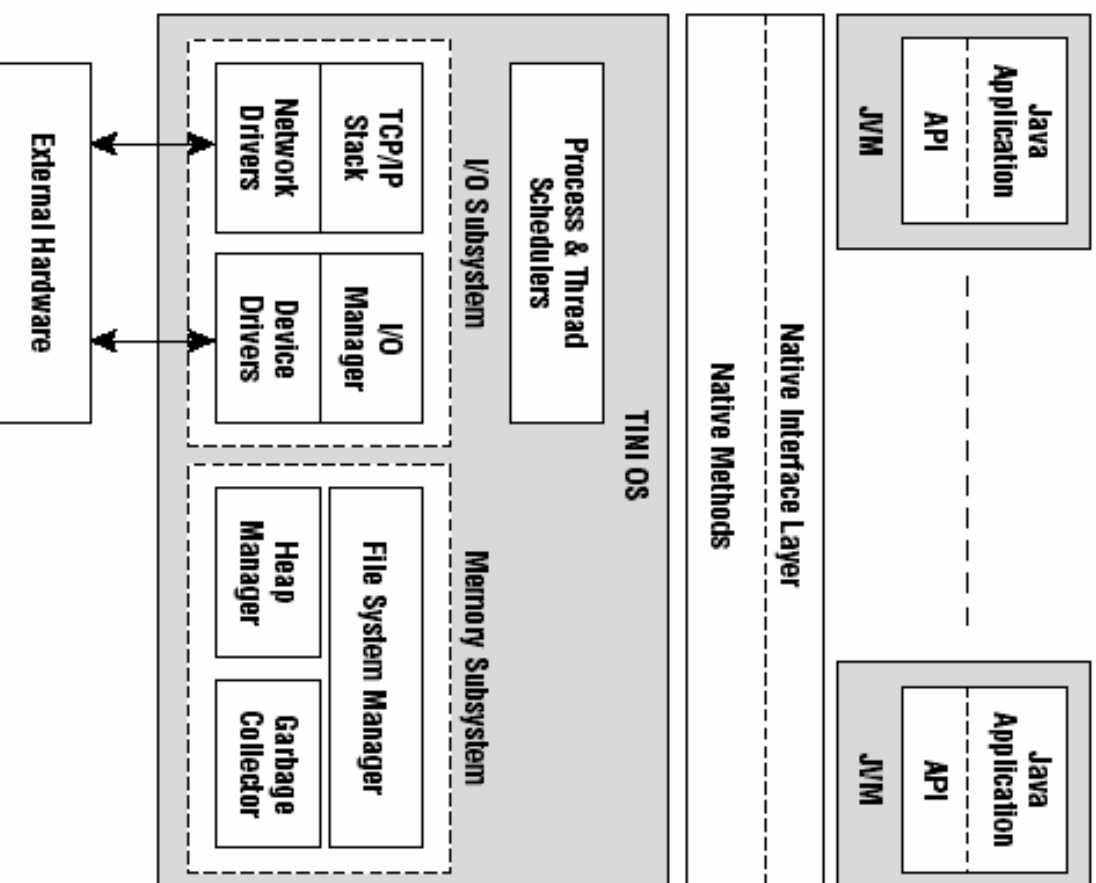 Java
Application
API
JVM
Java
Application
API
JVM
Native Interface Layer
Native Methods
TINI OS
Process & Thread
Schedulers
I/O Subsystem
TCP/IP
Stack
Network
Drivers
I/O
Manager
Device
Drivers
Memory Subsystem
File System Manager
Heap
Manager
Garbage
Collector
External Hardware